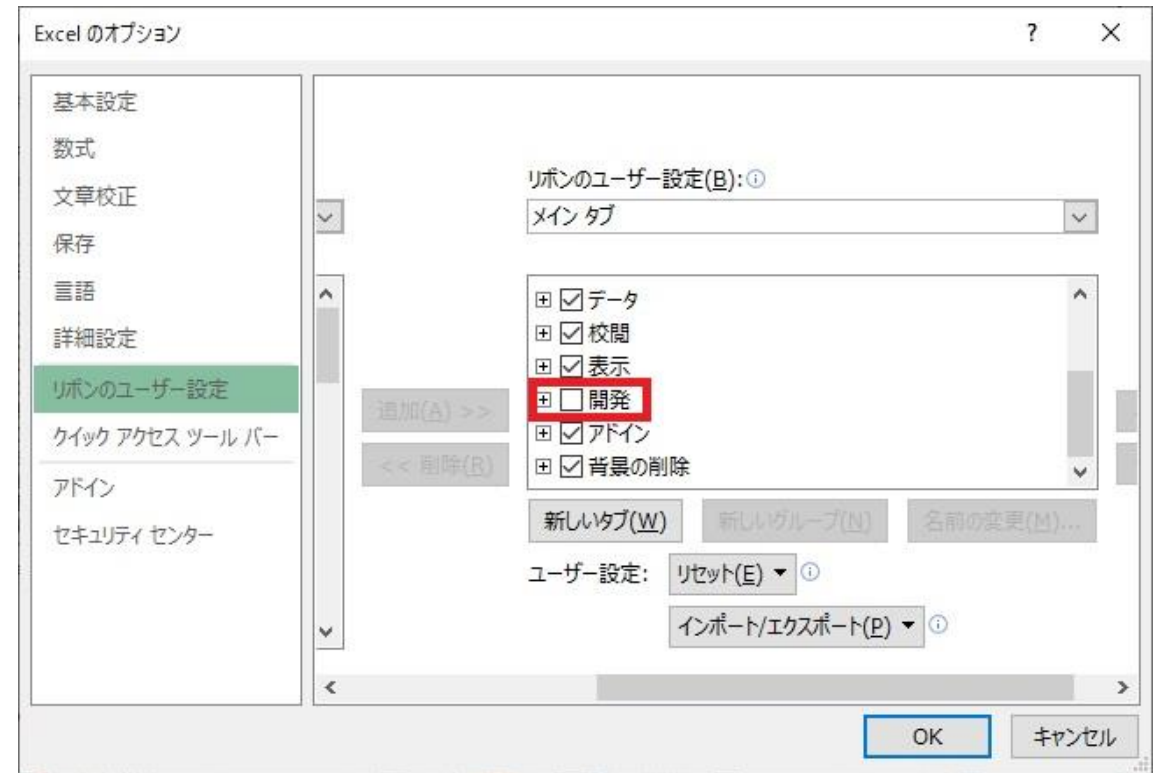 Excel のオプション
?
基本設定
数式
文章校正
保存
言語
詳細設定
リボンのユーザー設定
クイック アクセス ツール バー
アドイン
セキュリティ センター
リボンのユーザー設定(B):
メイン タブ
データ
校閲
表示
開発
アドイン
背景の削除
追加(A) >>
<< 削除(R)
新しいタブ(W) 新しいグループ(N) 名前の変更(M)...
ユーザー設定: リセット(E)
インポート/エクスポート(P)
OK キャンセル